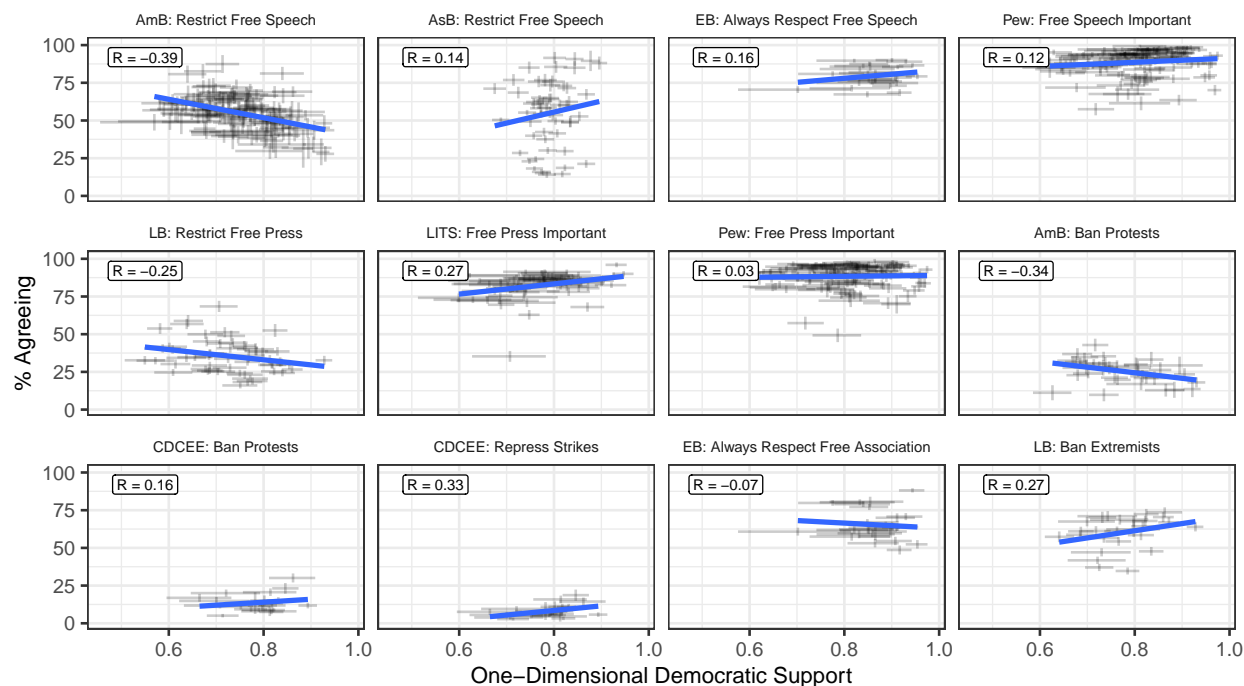 AmB: Restrict Free Speech
AsB: Restrict Free Speech
EB: Always Respect Free Speech
Pew: Free Speech Important
R = −0.39
R = 0.14
R = 0.16
R = 0.12
100
75
50
25
0
LB: Restrict Free Press
LITS: Free Press Important
Pew: Free Press Important
AmB: Ban Protests
R = −0.25
R = 0.27
R = 0.03
R = −0.34
100
75
50
25
0
% Agreeing
CDCEE: Ban Protests
CDCEE: Repress Strikes
EB: Always Respect Free Association
LB: Ban Extremists
R = 0.16
R = 0.33
R = −0.07
R = 0.27
100
75
50
25
0
0.6 0.8 1.0 0.6 0.8 1.0 0.6 0.8 1.0 0.6 0.8 1.0
One−Dimensional Democratic Support